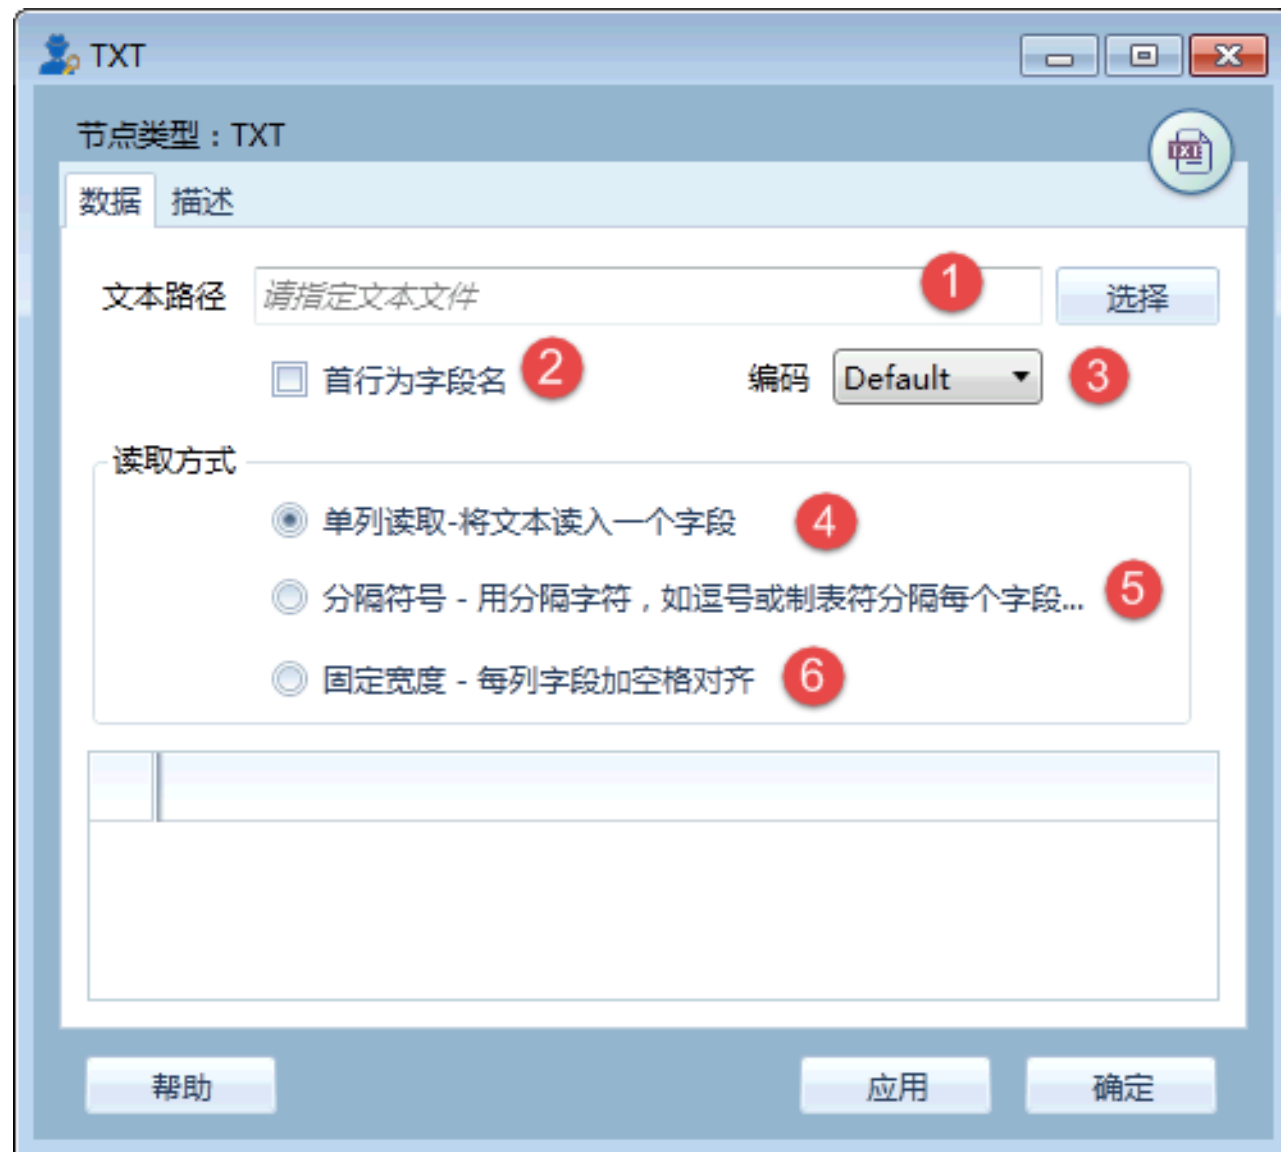 TXT
节点类型：TXT
TXT
数据 描述
文本路径 请指定文本文件 1 选择
首行为字段名 2 编码 Default 3
读取方式
单列读取-将文本读入一个字段 4
分隔符号 - 用分隔字符，如逗号或制表符分隔每个字段... 5
固定宽度 - 每列字段加空格对齐 6
帮助 应用 确定